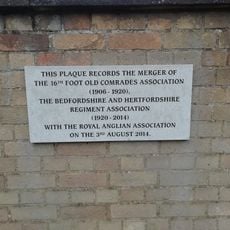 THIS PLAQUE RECORDS THE MERGER OF
THE 16TH FOOT OLD COMRADES ASSOCIATION
(1906-1920),
THE BEDFORDSHIRE AND HERTFORDSHIRE
REGIMENT ASSOCIATION
(1920-2014)
WITH THE ROYAL ANGLIAN ASSOCIATION
ON THE 3RD AUGUST 2014.